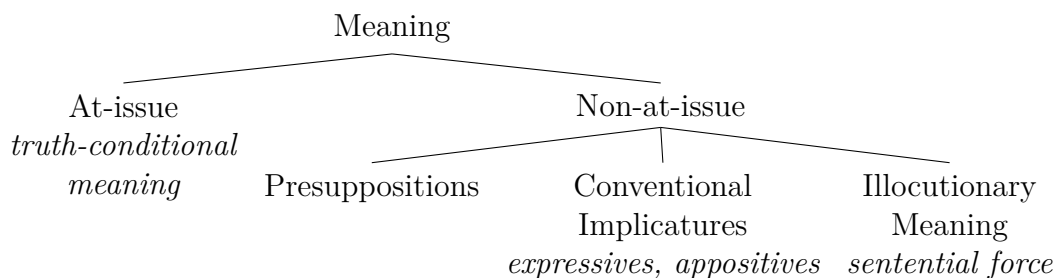 Meaning
At-issue
truth-conditional
meaning
Non-at-issue
Presuppositions
Conventional
Implicatures
expressives, appositives
Illocutionary
Meaning
sentential force